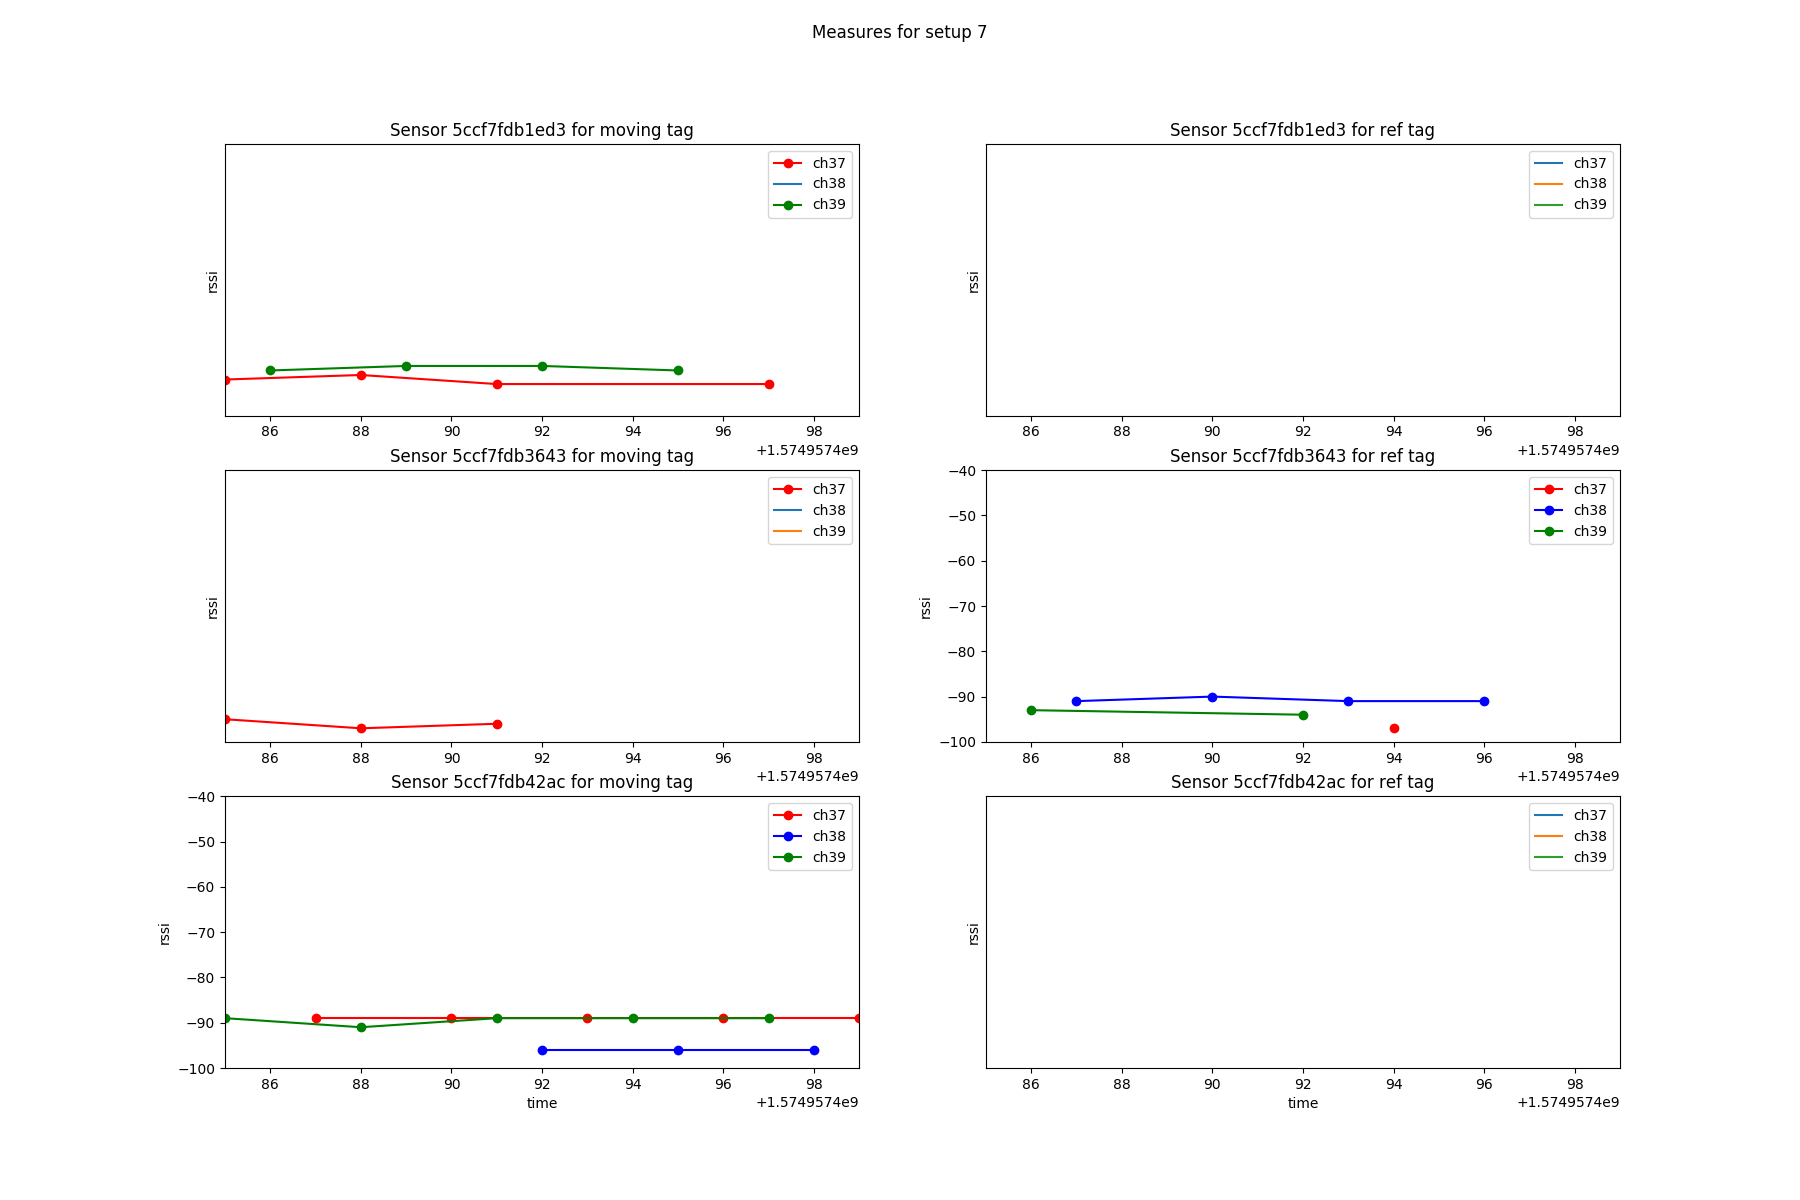 Measures for setup 7
Sensor 5ccf7fdb1ed3 for moving tag
rssi
ch37
ch38
ch39
86 88 90 92 94 96 98
+1.5749574e9
Sensor 5ccf7fdb1ed3 for ref tag
rssi
ch37
ch38
ch39
86 88 90 92 94 96 98
+1.5749574e9
Sensor 5ccf7fdb3643 for moving tag
rssi
ch37
ch38
ch39
86 88 90 92 94 96 98
+1.5749574e9
Sensor 5ccf7fdb3643 for ref tag
rssi
−40
−50
−60
−70
−80
−90
−100
ch37
ch38
ch39
86 88 90 92 94 96 98
+1.5749574e9
Sensor 5ccf7fdb42ac for moving tag
rssi
−40
−50
−60
−70
−80
−90
−100
ch37
ch38
ch39
86 88 90 92 94 96 98
time
+1.5749574e9
Sensor 5ccf7fdb42ac for ref tag
rssi
ch37
ch38
ch39
86 88 90 92 94 96 98
time
+1.5749574e9